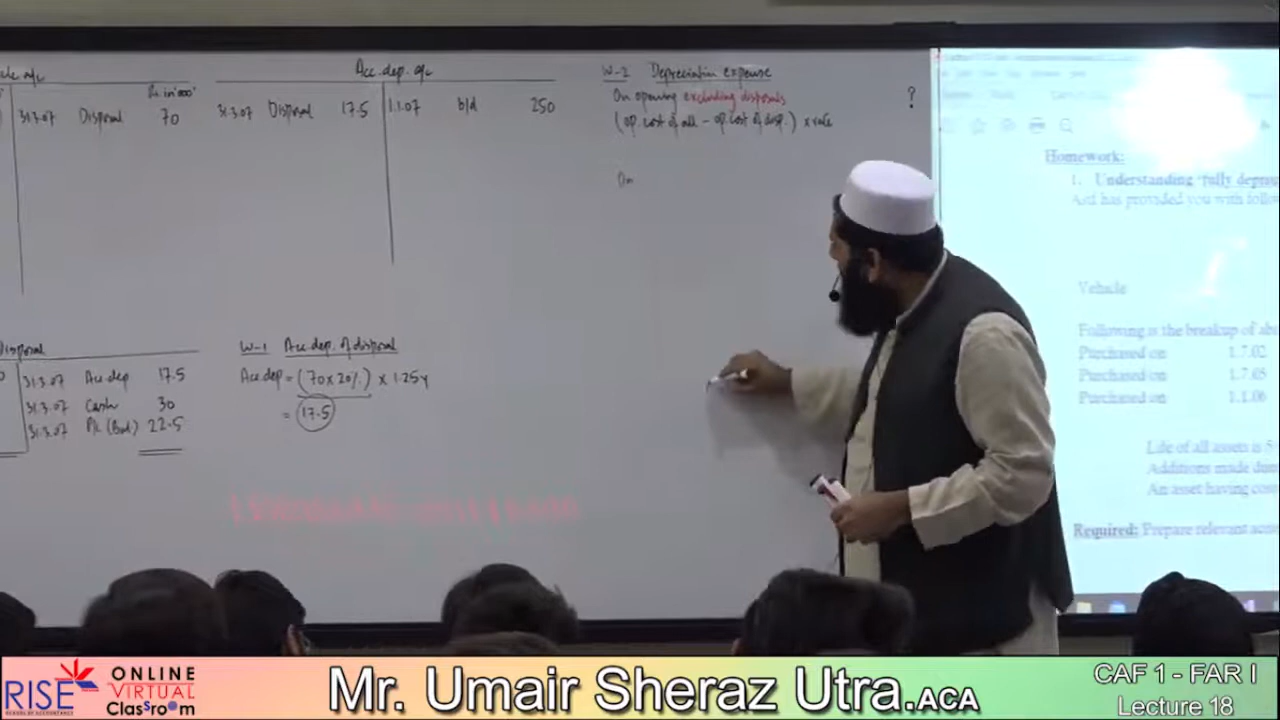 Rs. in '000'
31.3.07 Disposal 70
Acc. dep. a/c
31.3.07 Disposal 17.5 1.1.07 b/d 250
W-2 Depreciation expense
On opening excluding disposals ?
(op. cost of all - op. cost of disp.) x rate
Disposal
31.3.07 Acc. dep 17.5
31.3.07 Cash 30
31.3.07 P/L (Bal.) 22.5
W-1 Acc. dep. of disposal
Acc. dep = (70 x 20%) x 1.25y
= 17.5
Homework:
1. Understanding 'fully
Asif has provided you with follow
Vehicle
Following is the breakup of
Purchased on 1.7.02
Purchased on 1.7.05
Purchased on 1.1.06
Life of all assets is 5
Additions made
An asset having
Required: Prepare relevant
RISE ONLINE
VIRTUAL
Classroom
Mr. Umair Sheraz Utra.ACA
CAF 1 - FAR I
Lecture 18